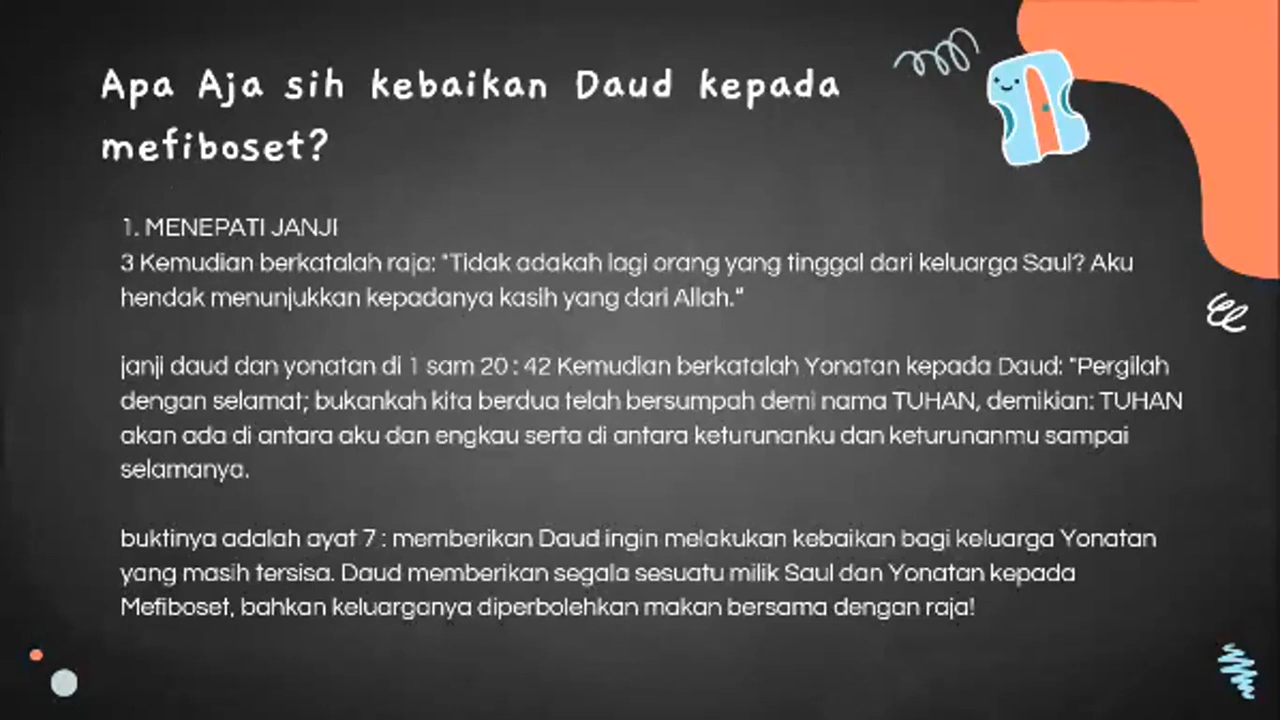 Apa Aja sih kebaikan Daud kepada
mefiboset?
1. MENEPATI JANJI
3 Kemudian berkatalah raja: "Tidak adakah lagi orang yang tinggal dari keluarga Saul? Aku
hendak menunjukkan kepadanya kasih yang dari Allah."
janji daud dan yonatan di 1 sam 20 : 42 Kemudian berkatalah Yonatan kepada Daud: "Pergilah
dengan selamat; bukankah kita berdua telah bersumpah demi nama TUHAN, demikian: TUHAN
akan ada di antara aku dan engkau serta di antara keturunanku dan keturunanmu sampai
selamanya.
buktinya adalah ayat 7 : memberikan Daud ingin melakukan kebaikan bagi keluarga Yonatan
yang masih tersisa. Daud memberikan segala sesuatu milik Saul dan Yonatan kepada
Mefiboset, bahkan keluarganya diperbolehkan makan bersama dengan raja!